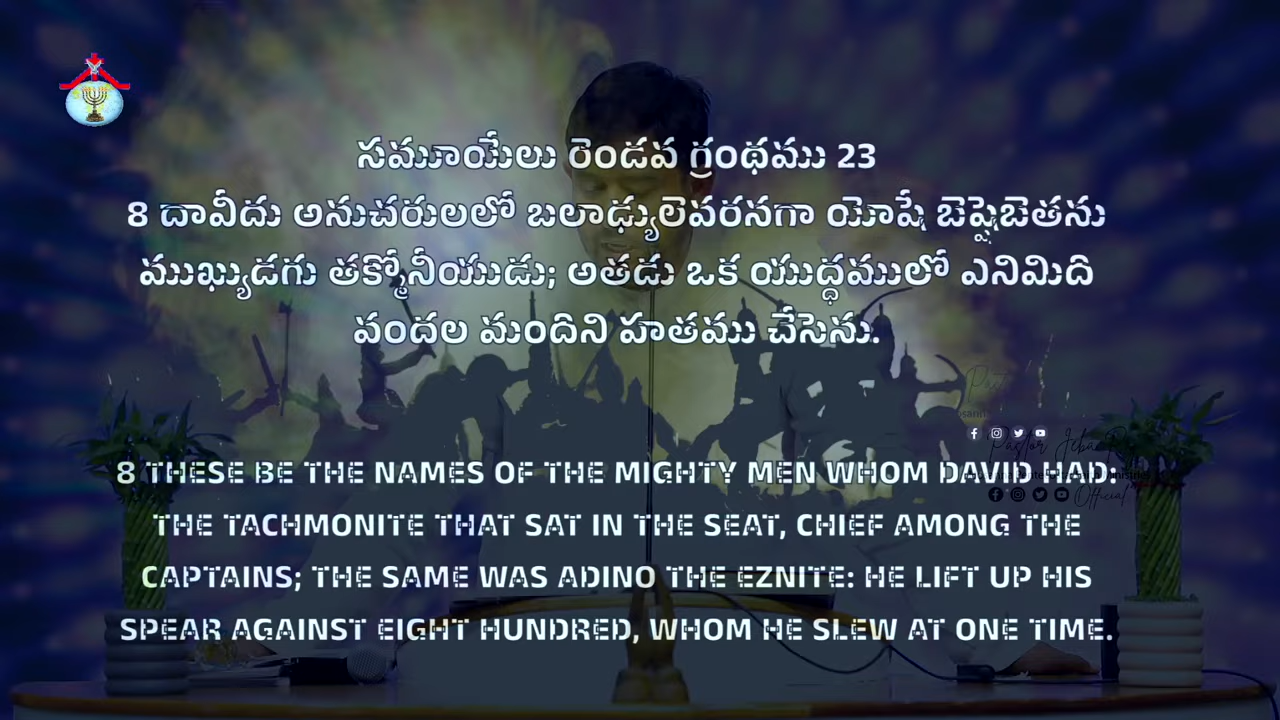 సమూయేలు రెండవ గ్రంథము 23
8 దావీదు అనుచరులలో బలాఢ్యులెవరనగా యోషే బెష్షెబెతను
ముఖ్యుడగు తక్మోనీయుడు; అతడు ఒక యుద్ధములో ఎనిమిది
వందల మందిని హతము చేసెను.
8 THESE BE THE NAMES OF THE MIGHTY MEN WHOM DAVID HAD:
THE TACHMONITE THAT SAT IN THE SEAT, CHIEF AMONG THE
CAPTAINS; THE SAME WAS ADINO THE EZNITE: HE LIFT UP HIS
SPEAR AGAINST EIGHT HUNDRED, WHOM HE SLEW AT ONE TIME.
Pastor
Official